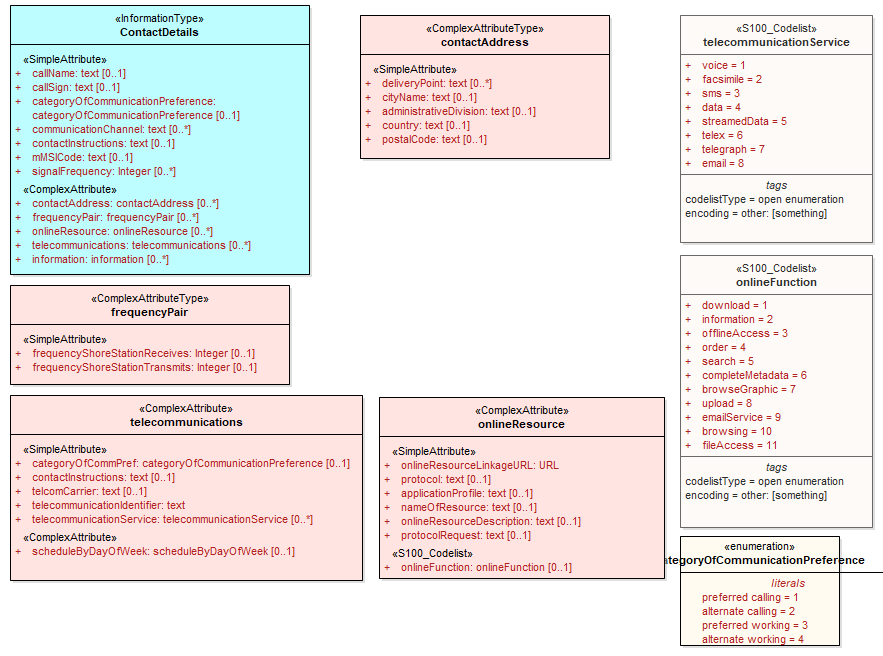 «InformationType»
ContactDetails
«SimpleAttribute»
+ callName: text [0..1]
+ callSign: text [0..1]
+ categoryOfCommunicationPreference:
categoryOfCommunicationPreference [0..1]
+ communicationChannel: text [0..*]
+ contactInstructions: text [0..1]
+ mMSICode: text [0..1]
+ signalFrequency: Integer [0..*]
«ComplexAttribute»
+ contactAddress: contactAddress [0..*]
+ frequencyPair: frequencyPair [0..*]
+ onlineResource: onlineResource [0..*]
+ telecommunications: telecommunications [0..*]
+ information: information [0..*]
«ComplexAttributeType»
contactAddress
«SimpleAttribute»
+ deliveryPoint: text [0..*]
+ cityName: text [0..1]
+ administrativeDivision: text [0..1]
+ country: text [0..1]
+ postalCode: text [0..1]
«S100_Codelist»
telecommunicationService
+ voice = 1
+ facsimile = 2
+ sms = 3
+ data = 4
+ streamedData = 5
+ telex = 6
+ telegraph = 7
+ email = 8
tags
codelistType = open enumeration
encoding = other: [something]
«ComplexAttributeType»
frequencyPair
«SimpleAttribute»
+ frequencyShoreStationReceives: Integer [0..1]
+ frequencyShoreStationTransmits: Integer [0..1]
«S100_Codelist»
onlineFunction
+ download = 1
+ information = 2
+ offlineAccess = 3
+ order = 4
+ search = 5
+ completeMetadata = 6
+ browseGraphic = 7
+ upload = 8
+ emailService = 9
+ browsing = 10
+ fileAccess = 11
tags
codelistType = open enumeration
encoding = other: [something]
«ComplexAttribute»
telecommunications
«SimpleAttribute»
+ categoryOfCommPref: categoryOfCommunicationPreference [0..1]
+ contactInstructions: text [0..1]
+ telcomCarrier: text [0..1]
+ telecommunicationIdentifier: text
+ telecommunicationService: telecommunicationService [0..*]
«ComplexAttribute»
+ scheduleByDayOfWeek: scheduleByDayOfWeek [0..1]
«ComplexAttribute»
onlineResource
«SimpleAttribute»
+ onlineResourceLinkageURL: URL
+ protocol: text [0..1]
+ applicationProfile: text [0..1]
+ nameOfResource: text [0..1]
+ onlineResourceDescription: text [0..1]
+ protocolRequest: text [0..1]
«S100_Codelist»
+ onlineFunction: onlineFunction [0..1]
«enumeration»
ategoryOfCommunicationPreference
literals
preferred calling = 1
alternate calling = 2
preferred working = 3
alternate working = 4